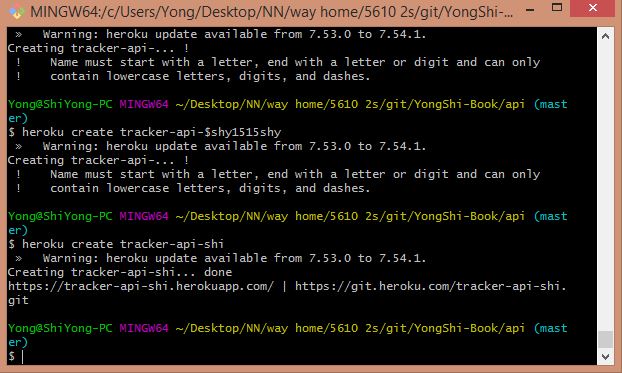 MINGW64:/c/Users/Yong/Desktop/NN/way home/5610 2s/git/YongShi-...
» Warning: heroku update available from 7.53.0 to 7.54.1.
Creating tracker-api-... !
! Name must start with a letter, end with a letter or digit and can only
! contain lowercase letters, digits, and dashes.
Yong@ShiYong-PC MINGW64 ~/Desktop/NN/way home/5610 2s/git/YongShi-Book/api (mast
er)
$ heroku create tracker-api-$shy1515shy
» Warning: heroku update available from 7.53.0 to 7.54.1.
Creating tracker-api-... !
! Name must start with a letter, end with a letter or digit and can only
! contain lowercase letters, digits, and dashes.
Yong@ShiYong-PC MINGW64 ~/Desktop/NN/way home/5610 2s/git/YongShi-Book/api (mast
er)
$ heroku create tracker-api-shi
» Warning: heroku update available from 7.53.0 to 7.54.1.
Creating tracker-api-shi... done
https://tracker-api-shi.herokuapp.com/ | https://git.heroku.com/tracker-api-shi.
git
Yong@ShiYong-PC MINGW64 ~/Desktop/NN/way home/5610 2s/git/YongShi-Book/api (mast
er)
$